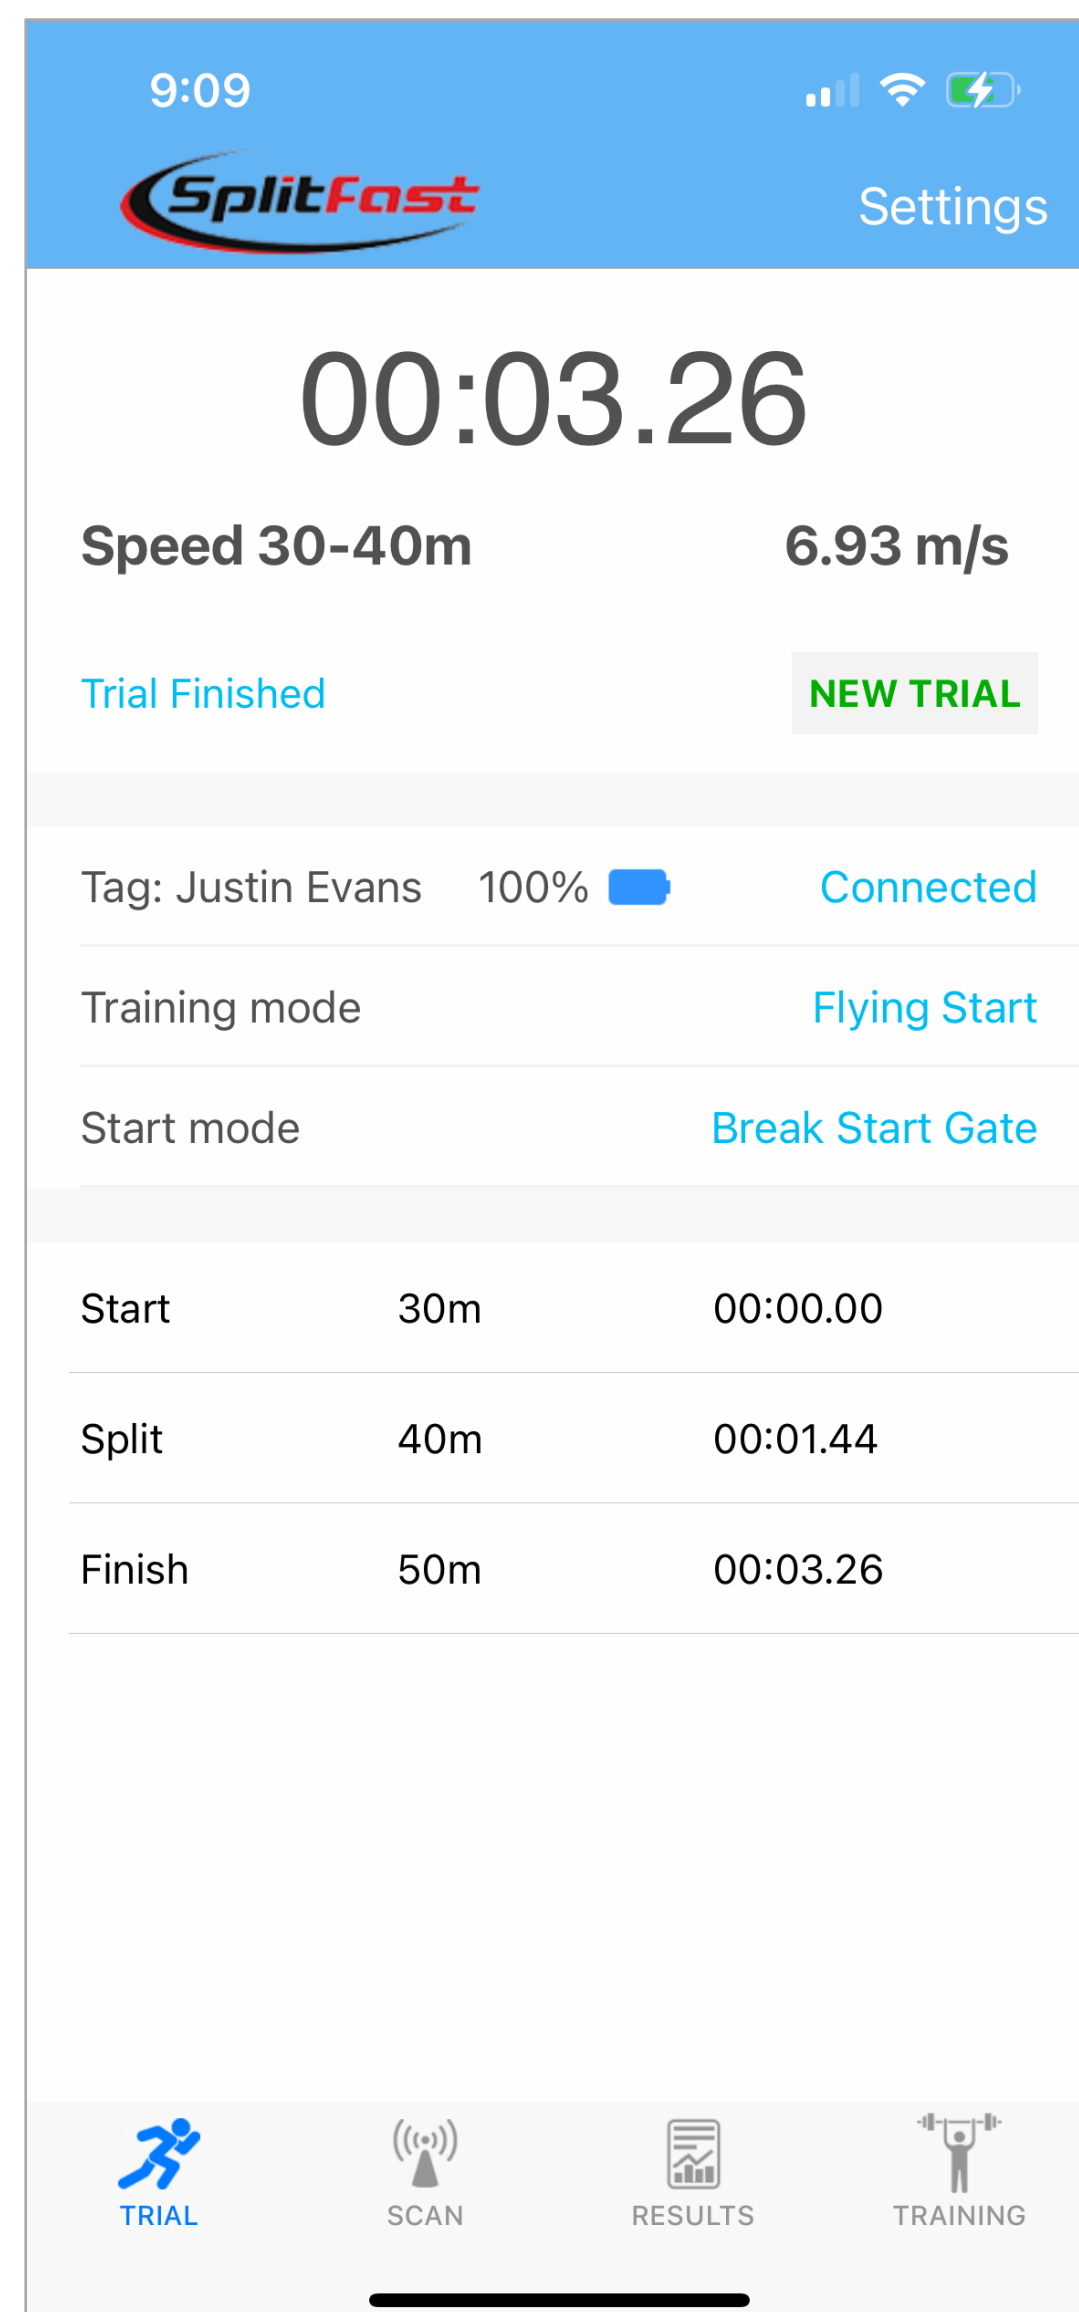 9:09
SplitFast
Settings
00:03.26
Speed 30-40m 6.93 m/s
Trial Finished NEW TRIAL
Tag: Justin Evans 100% Connected
Training mode Flying Start
Start mode Break Start Gate
Start 30m 00:00.00
Split 40m 00:01.44
Finish 50m 00:03.26
TRIAL SCAN RESULTS TRAINING